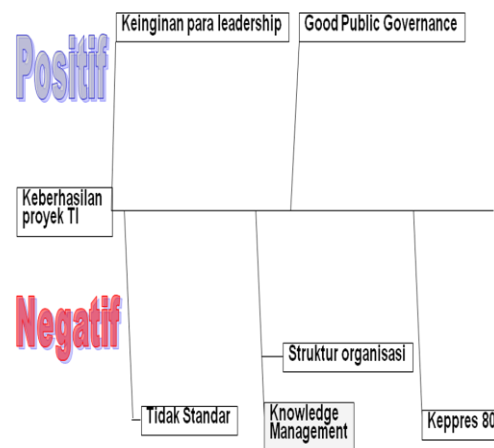 Keinginan para leadership
Good Public Governance
Positif
Keberhasilan
proyek TI
Negatif
Struktur organisasi
Tidak Standar
Knowledge
Management
Keppres 80